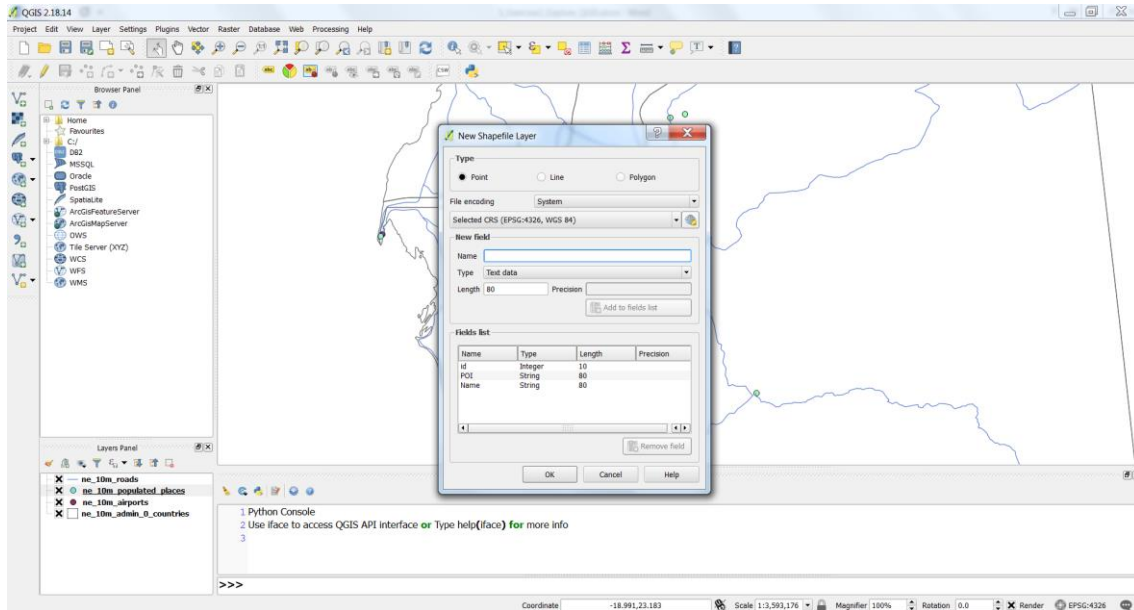 QGIS 2.18.14
Project Edit View Layer Settings Plugins Vector Raster Database Web Processing Help
Browser Panel
Home
Favourites
C:/
DB2
MSSQL
Oracle
PostGIS
SpatiaLite
ArcGisFeatureServer
ArcGisMapServer
OWS
Tile Server (XYZ)
WCS
WFS
WMS
Layers Panel
ne_10m_roads
ne_10m_populated_places
ne_10m_airports
ne_10m_admin_0_countries
New Shapefile Layer
Type
Point Line Polygon
File encoding System
Selected CRS (EPSG:4326, WGS 84)
New field
Name
Type Text data
Length 80 Precision
Add to fields list
Fields list
Name Type Length Precision
id Integer 10
POI String 80
Name String 80
Remove field
OK Cancel Help
1 Python Console
2 Use iface to access QGIS API interface or Type help(iface) for more info
3
>>>
Coordinate -18.991,23.183 Scale 1:3,593,176 Magnifier 100% Rotation 0.0 Render EPSG:4326